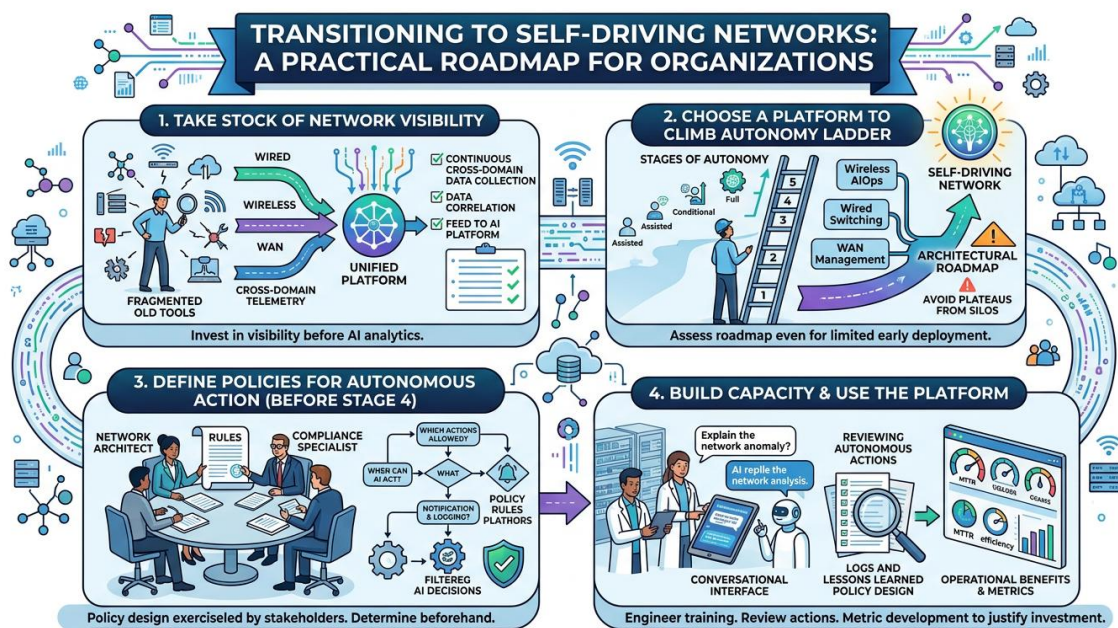 TRANSITIONING TO SELF-DRIVING NETWORKS:
A PRACTICAL ROADMAP FOR ORGANIZATIONS
1. TAKE STOCK OF NETWORK VISIBILITY
WIRED
WIRELESS
WAN
CROSS-DOMAIN
TELEMETRY
FRAGMENTED
OLD TOOLS
UNIFIED
PLATFORM
CONTINUOUS
CROSS-DOMAIN
DATA COLLECTION
DATA
CORRELATION
FEED TO AI
PLATFORM
Invest in visibility before AI analytics.
2. CHOOSE A PLATFORM TO
CLIMB AUTONOMY LADDER
STAGES OF AUTONOMY
Assisted
Assisted
Conditional
Full
5
4
3
2
1
Wireless
AIOps
Wired
Switching
WAN
Management
SELF-DRIVING
NETWORK
ARCHITECTURAL
ROADMAP
AVOID PLATEAUS
FROM SILOS
Assess roadmap even for limited early deployment.
3. DEFINE POLICIES FOR AUTONOMOUS
ACTION (BEFORE STAGE 4)
NETWORK
ARCHITECT
RULES
COMPLIANCE
SPECIALIST
WHICH ACTIONS
ALLOWED?
WHAT
NOTIFICATION
& LOGGING?
POLICY
RULES
PLATHORS
FILTEREG
AI DECISIONS
Policy design exerciseled by stakeholders. Determine beforehand.
4. BUILD CAPACITY & USE THE PLATFORM
Explain the
network anomaly?
AI replle the
network analysis.
CONVERSATIONAL
INTERFACE
REVIEWING
AUTONOMOUS
ACTIONS
LOGS AND
LESSONS LEARNED
POLICY DESIGN
MTTR
MTTR
efficiency
OPERATIONAL BENEFITS
& METRICS
Engineer training. Review actions. Metric development to justify investment.